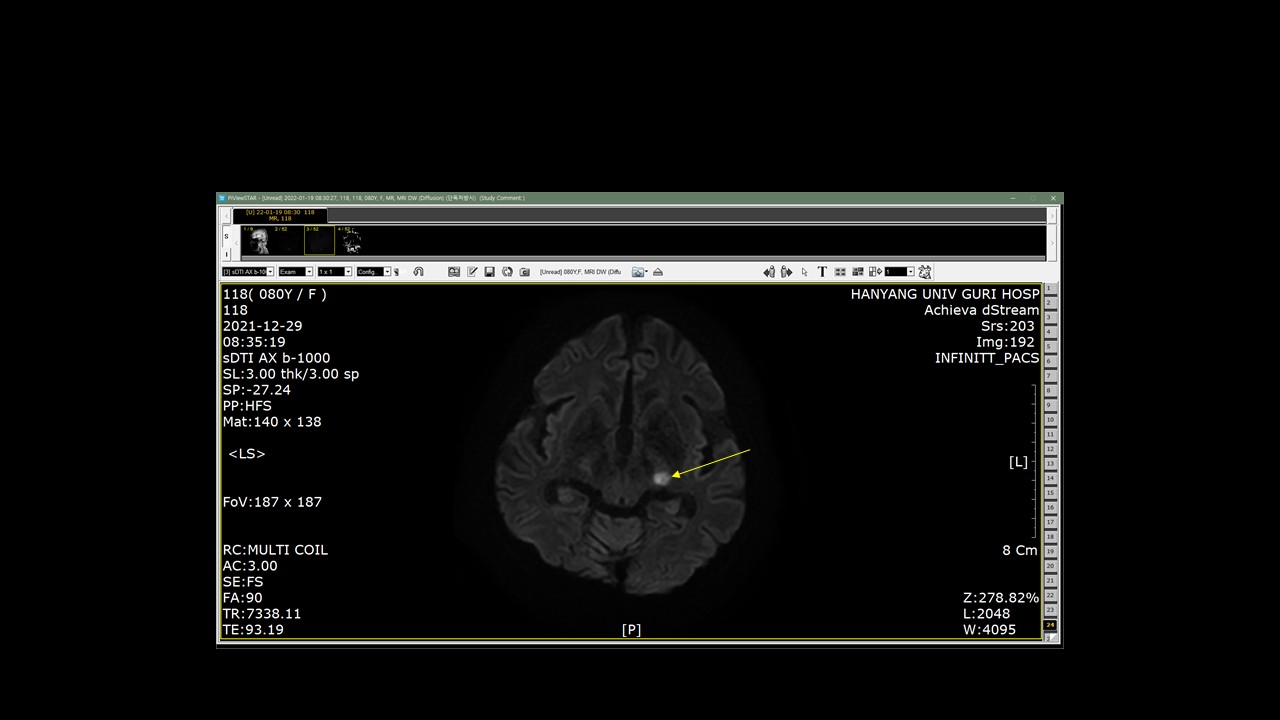 PiViewSTAR - [Unread] 2022-01-19 08:30:27, 118, 118, 080Y, F, MR, MRI DW (Diffusion) (단독처방시) (Study Comment:)
[U] 22-01-19 08:30 118
MR, 118
S
1 / 9
2 / 52
3 / 52
4 / 52
I
[3] sDTI AX b-10
Exam
1 x 1
Config.
[Unread] 080Y,F, MRI DW (Diffu
T
1
118( 080Y / F )
118
2021-12-29
08:35:19
sDTI AX b-1000
SL:3.00 thk/3.00 sp
SP:-27.24
PP:HFS
Mat:140 x 138
<LS>
FoV:187 x 187
RC:MULTI COIL
AC:3.00
SE:FS
FA:90
TR:7338.11
TE:93.19
HANYANG UNIV GURI HOSP
Achieva dStream
Srs:203
Img:192
INFINITT_PACS
[L]
8 Cm
Z:278.82%
L:2048
W:4095
[P]
1
2
3
4
5
6
7
8
9
10
11
12
13
14
15
16
17
18
19
20
21
22
23
24